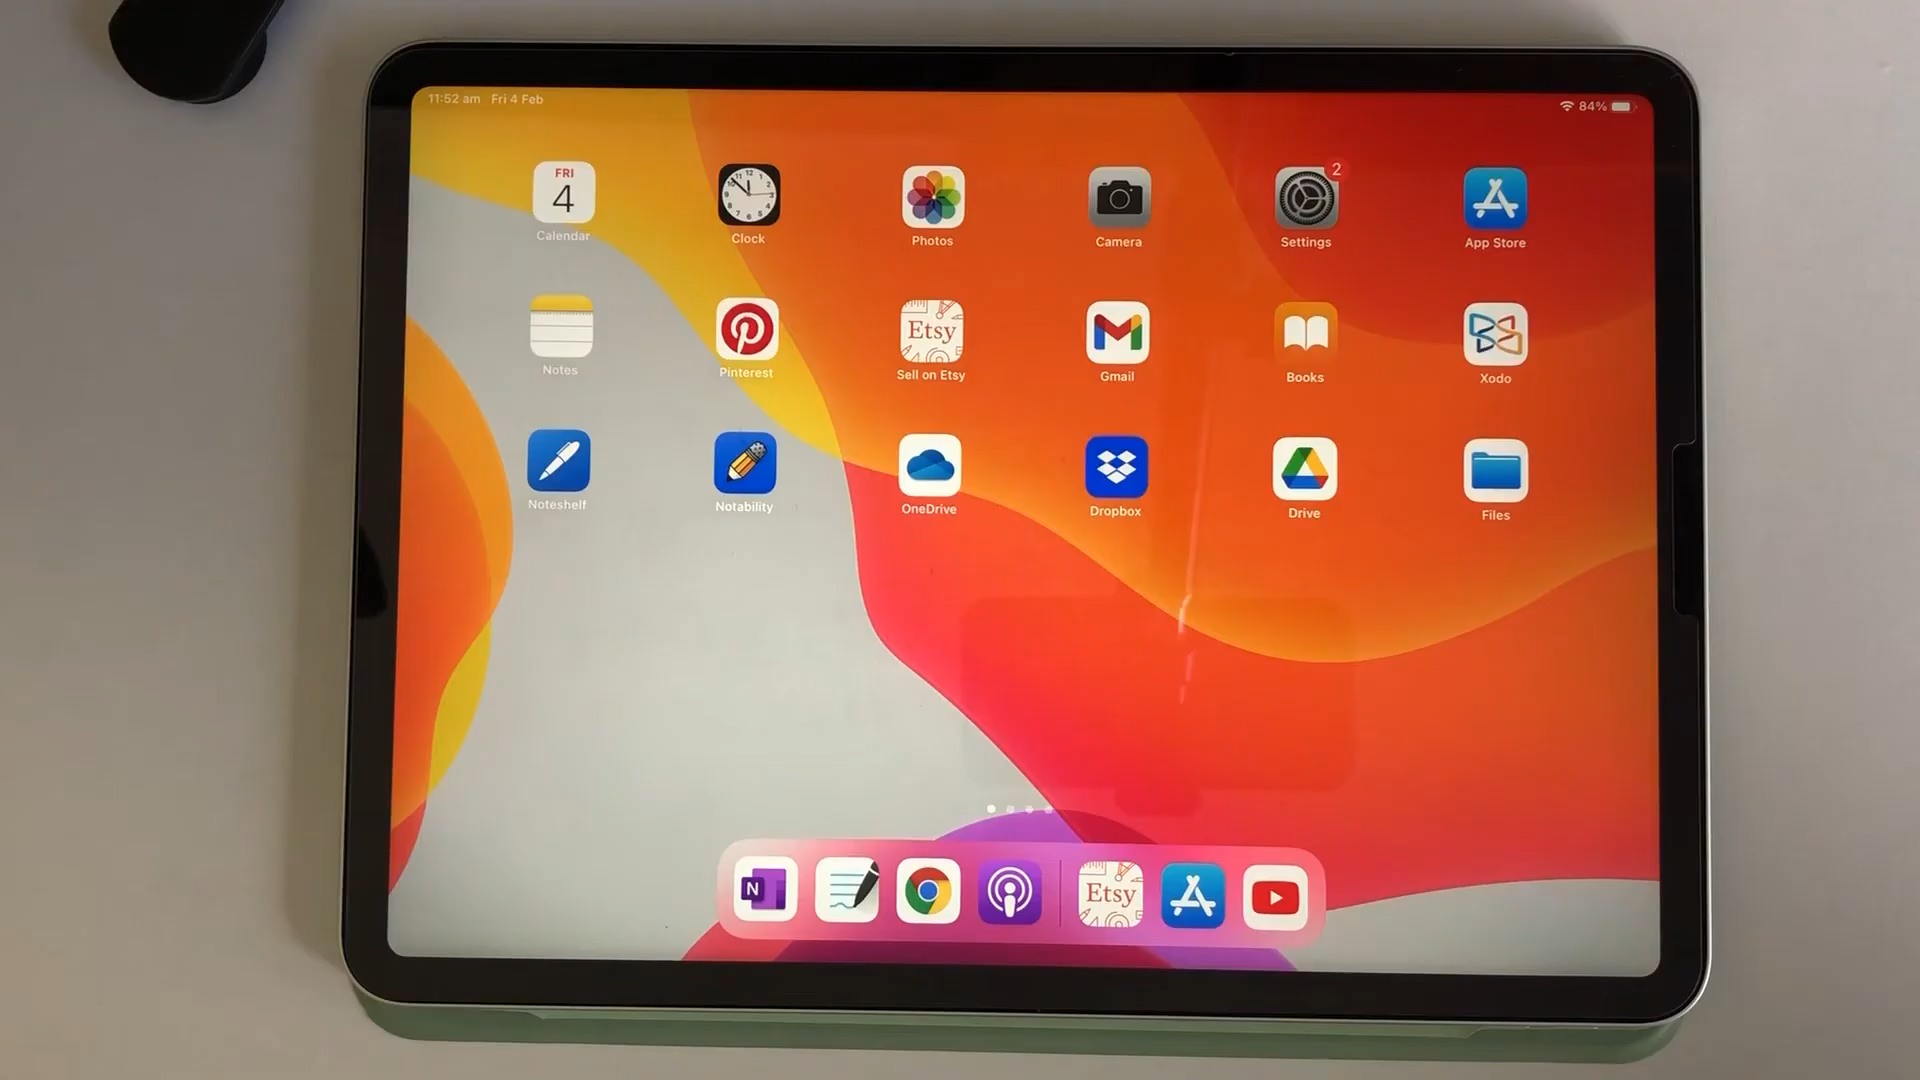 11:52 am Fri 4 Feb
84%
FRI
4
2
Calendar Clock Photos Camera Settings App Store
Etsy
Notes Pinterest Sell on Etsy Gmail Books Xodo
Noteshelf Notability OneDrive Dropbox Drive Files
N
Etsy